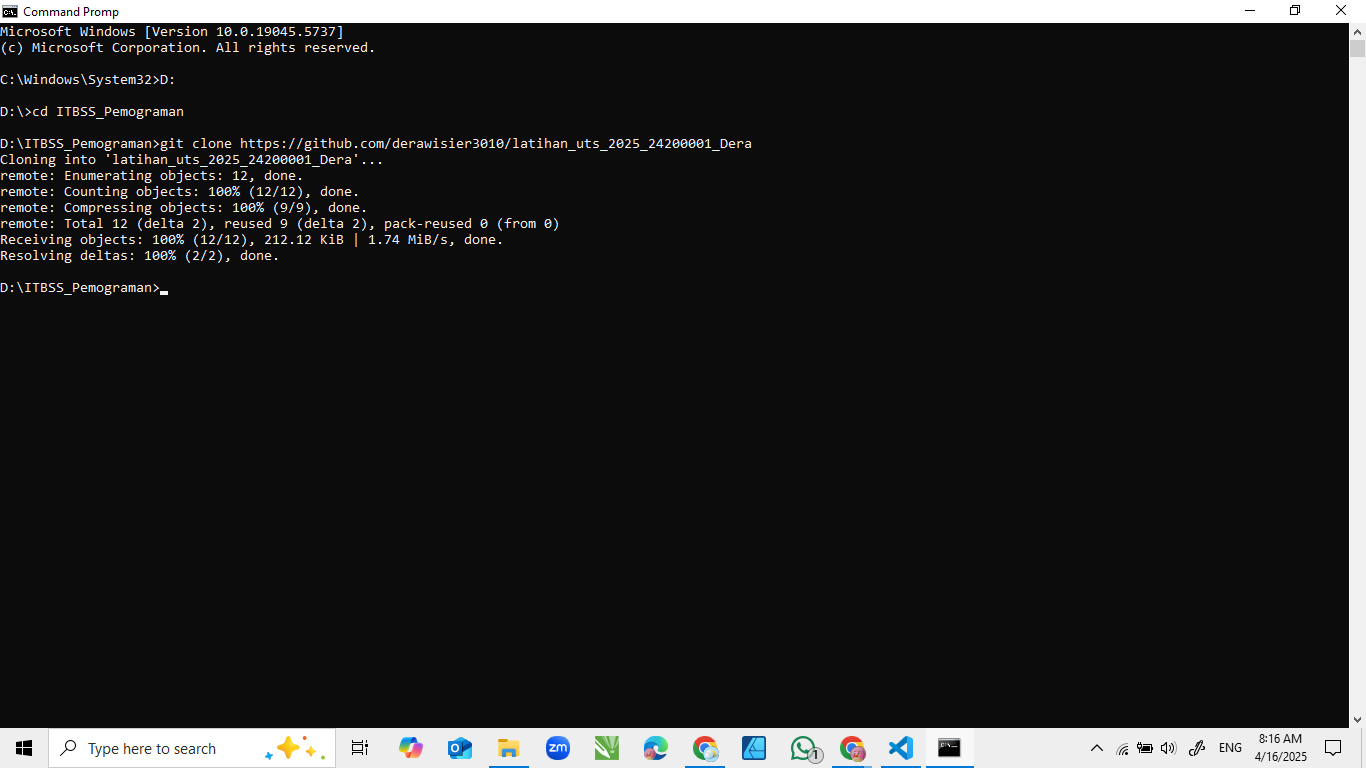 Command Promp
Microsoft Windows [Version 10.0.19045.5737]
(c) Microsoft Corporation. All rights reserved.
C:\Windows\System32>D:
D:\>cd ITBSS_Pemograman
D:\ITBSS_Pemograman>git clone https://github.com/derawisier3010/latihan_uts_2025_24200001_Dera
Cloning into 'latihan_uts_2025_24200001_Dera'...
remote: Enumerating objects: 12, done.
remote: Counting objects: 100% (12/12), done.
remote: Compressing objects: 100% (9/9), done.
remote: Total 12 (delta 2), reused 9 (delta 2), pack-reused 0 (from 0)
Receiving objects: 100% (12/12), 212.12 KiB | 1.74 MiB/s, done.
Resolving deltas: 100% (2/2), done.
D:\ITBSS_Pemograman>
Type here to search
zm
1
ENG
8:16 AM
4/16/2025